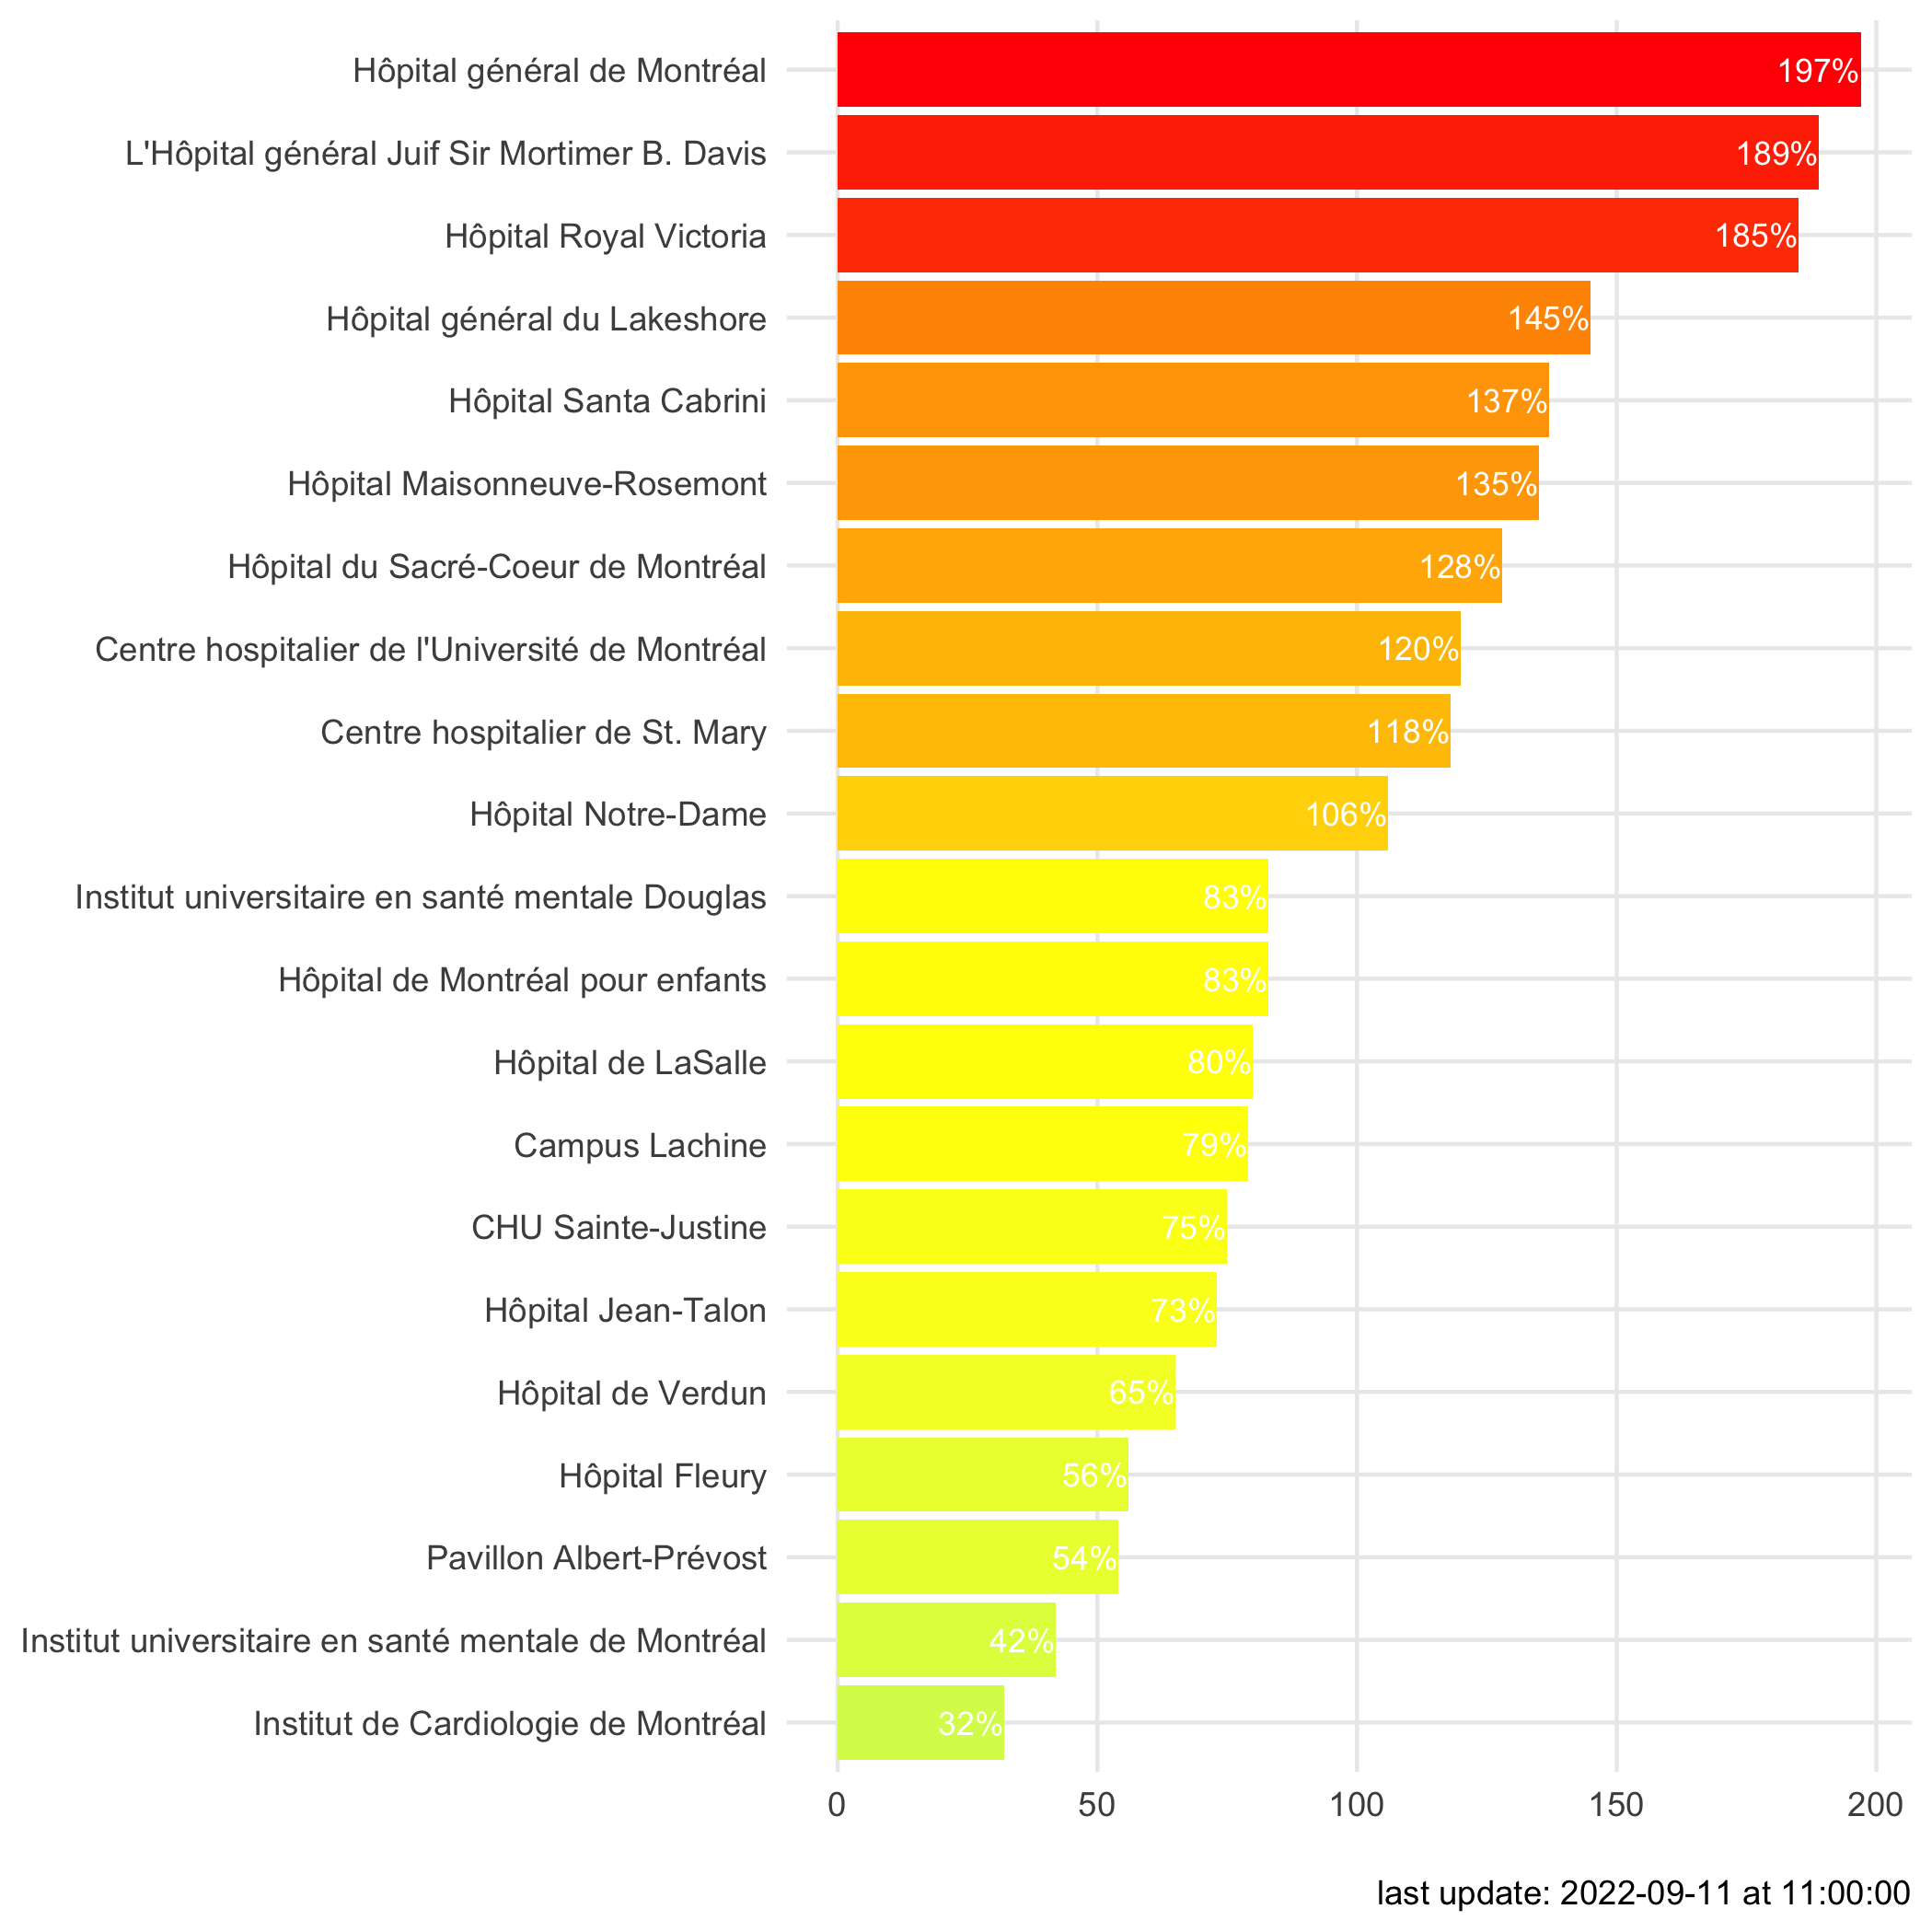 Hôpital général de Montréal 197%
L'Hôpital général Juif Sir Mortimer B. Davis 189%
Hôpital Royal Victoria 185%
Hôpital général du Lakeshore 145%
Hôpital Santa Cabrini 137%
Hôpital Maisonneuve-Rosemont 135%
Hôpital du Sacré-Coeur de Montréal 128%
Centre hospitalier de l'Université de Montréal 120%
Centre hospitalier de St. Mary 118%
Hôpital Notre-Dame 106%
Institut universitaire en santé mentale Douglas 83%
Hôpital de Montréal pour enfants 83%
Hôpital de LaSalle 80%
Campus Lachine 79%
CHU Sainte-Justine 75%
Hôpital Jean-Talon 73%
Hôpital de Verdun 65%
Hôpital Fleury 56%
Pavillon Albert-Prévost 54%
Institut universitaire en santé mentale de Montréal 42%
Institut de Cardiologie de Montréal 32%
0 50 100 150 200
last update: 2022-09-11 at 11:00:00